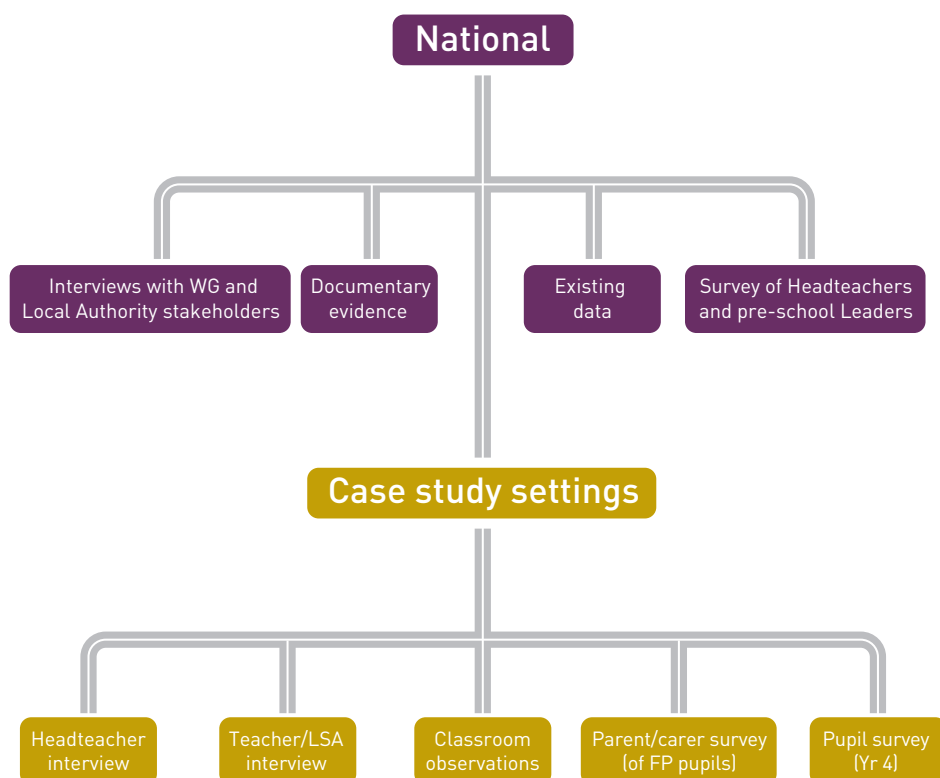 National
Interviews with WG and
Local Authority stakeholders
Documentary
evidence
Existing
data
Survey of Headteachers
and pre-school Leaders
Case study settings
Headteacher
interview
Teacher/LSA
interview
Classroom
observations
Parent/carer survey
(of FP pupils)
Pupil survey
(Yr 4)